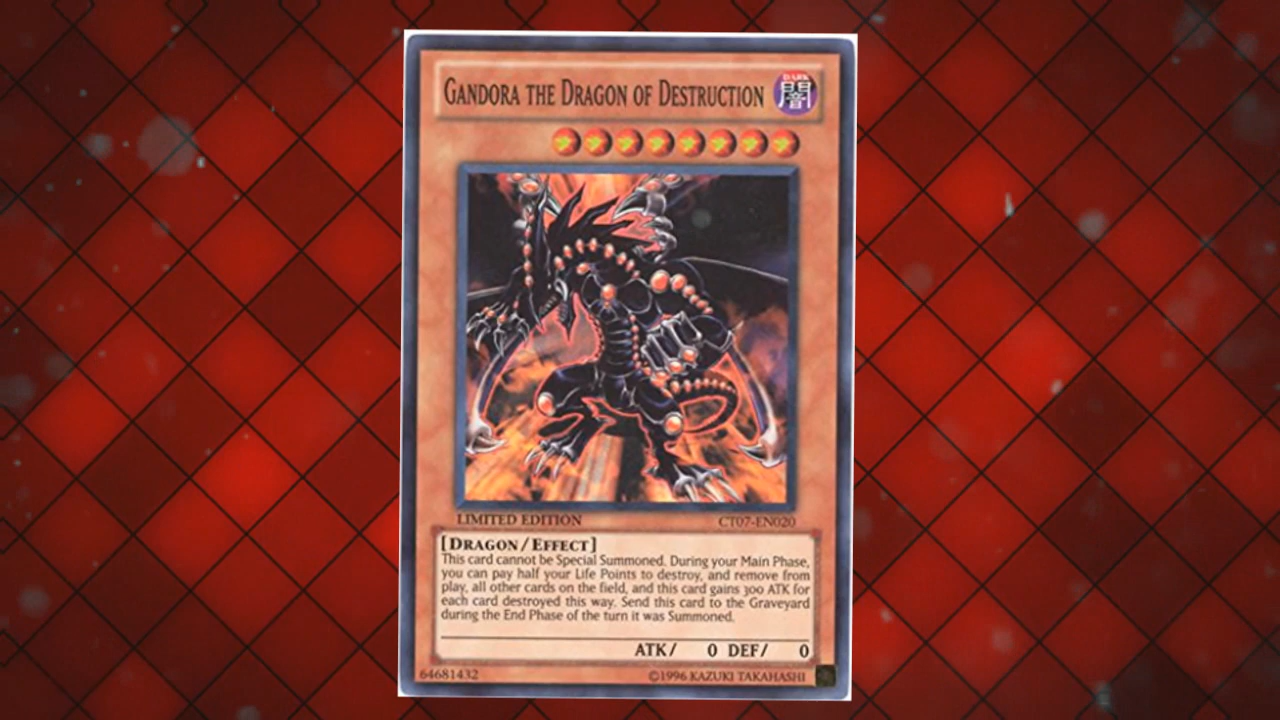 GANDORA THE DRAGON OF DESTRUCTION
DARK
闇
LIMITED EDITION
CT07-EN020
[DRAGON/EFFECT]
This card cannot be Special Summoned. During your Main Phase,
you can pay half your Life Points to destroy, and remove from
play, all other cards on the field, and this card gains 300 ATK for
each card destroyed this way. Send this card to the Graveyard
during the End Phase of the turn it was Summoned.
ATK/ 0 DEF/ 0
64681432
©1996 KAZUKI TAKAHASHI